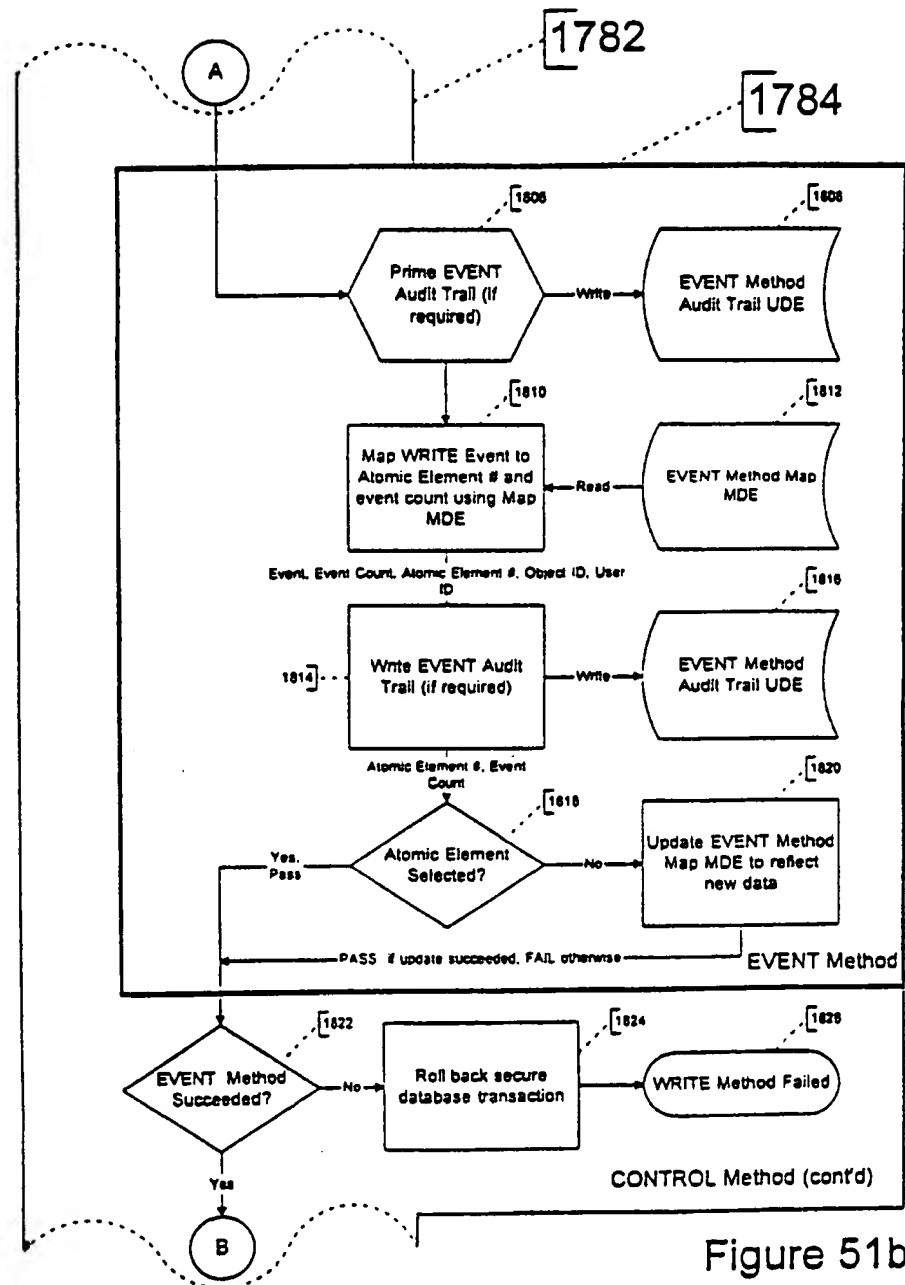 1782
A
1784
1806
1808
Prime EVENT
Audit Trail (if
required)
Write
EVENT Method
Audit Trail UDE
1810
1812
Map WRITE Event to
Atomic Element # and
event count using Map
MDE
Read
EVENT Method Map
MDE
Event, Event Count, Atomic Element #, Object ID, User
ID
1816
1814
Write EVENT Audit
Trail (if required)
Write
EVENT Method
Audit Trail UDE
Atomic Element #, Event
Count
1818
1820
Yes,
Pass
Atomic Element
Selected?
No
Update EVENT Method
Map MDE to reflect
new data
PASS if update succeeded, FAIL otherwise
EVENT Method
1822
1824
1826
EVENT Method
Succeeded?
No
Roll back secure
database transaction
WRITE Method Failed
Yes
CONTROL Method (cont'd)
B
Figure 51b